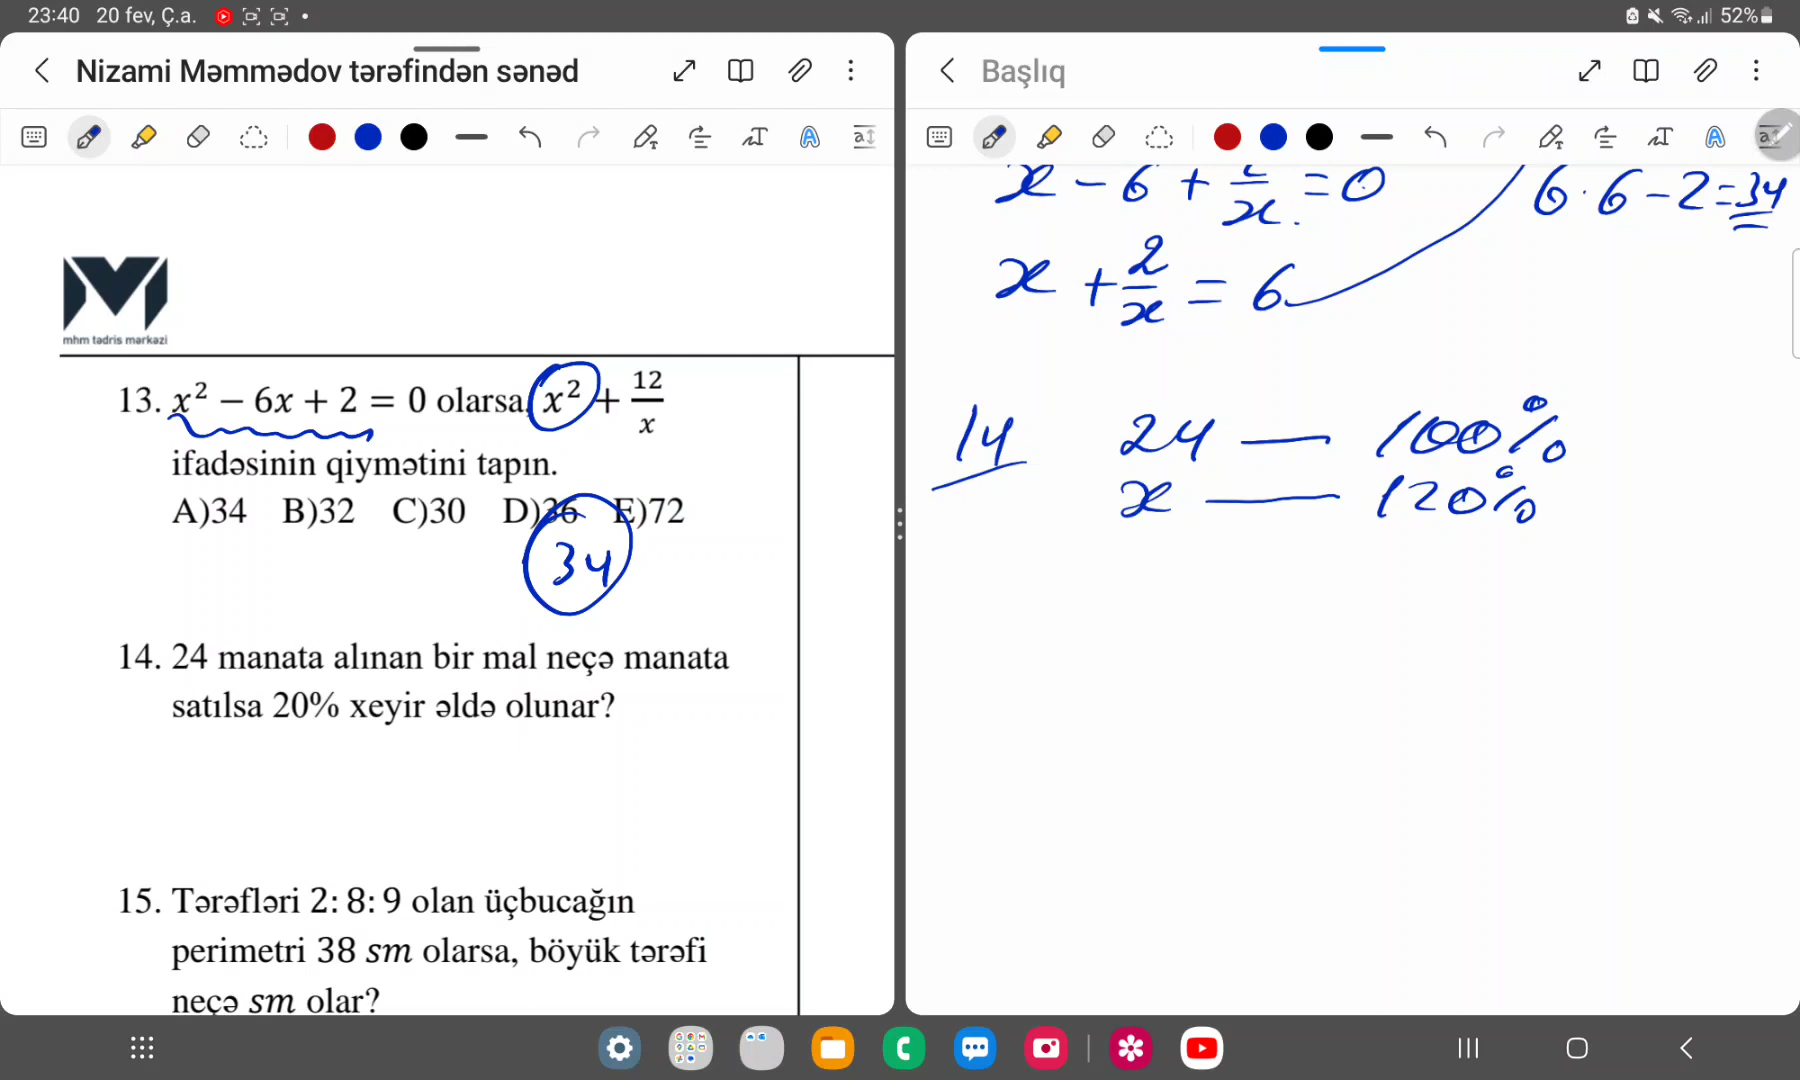 23:40 20 fev, Ç.a. 52%
Nizami Məmmədov tərəfindən sənəd
mhm tədris mərkəzi
13. x² − 6x + 2 = 0 olarsa, x² + 12/x
ifadəsinin qiymətini tapın.
A)34 B)32 C)30 D)36 E)72
34
14. 24 manata alınan bir mal neçə manata
satılsa 20% xeyir əldə olunar?
15. Tərəfləri 2: 8: 9 olan üçbucağın
perimetri 38 sm olarsa, böyük tərəfi
neçə sm olar?
Başlıq
x − 6 + 2/x = 0
6 · 6 − 2 = 34
x + 2/x = 6
14 24 — 100%
x — 120%